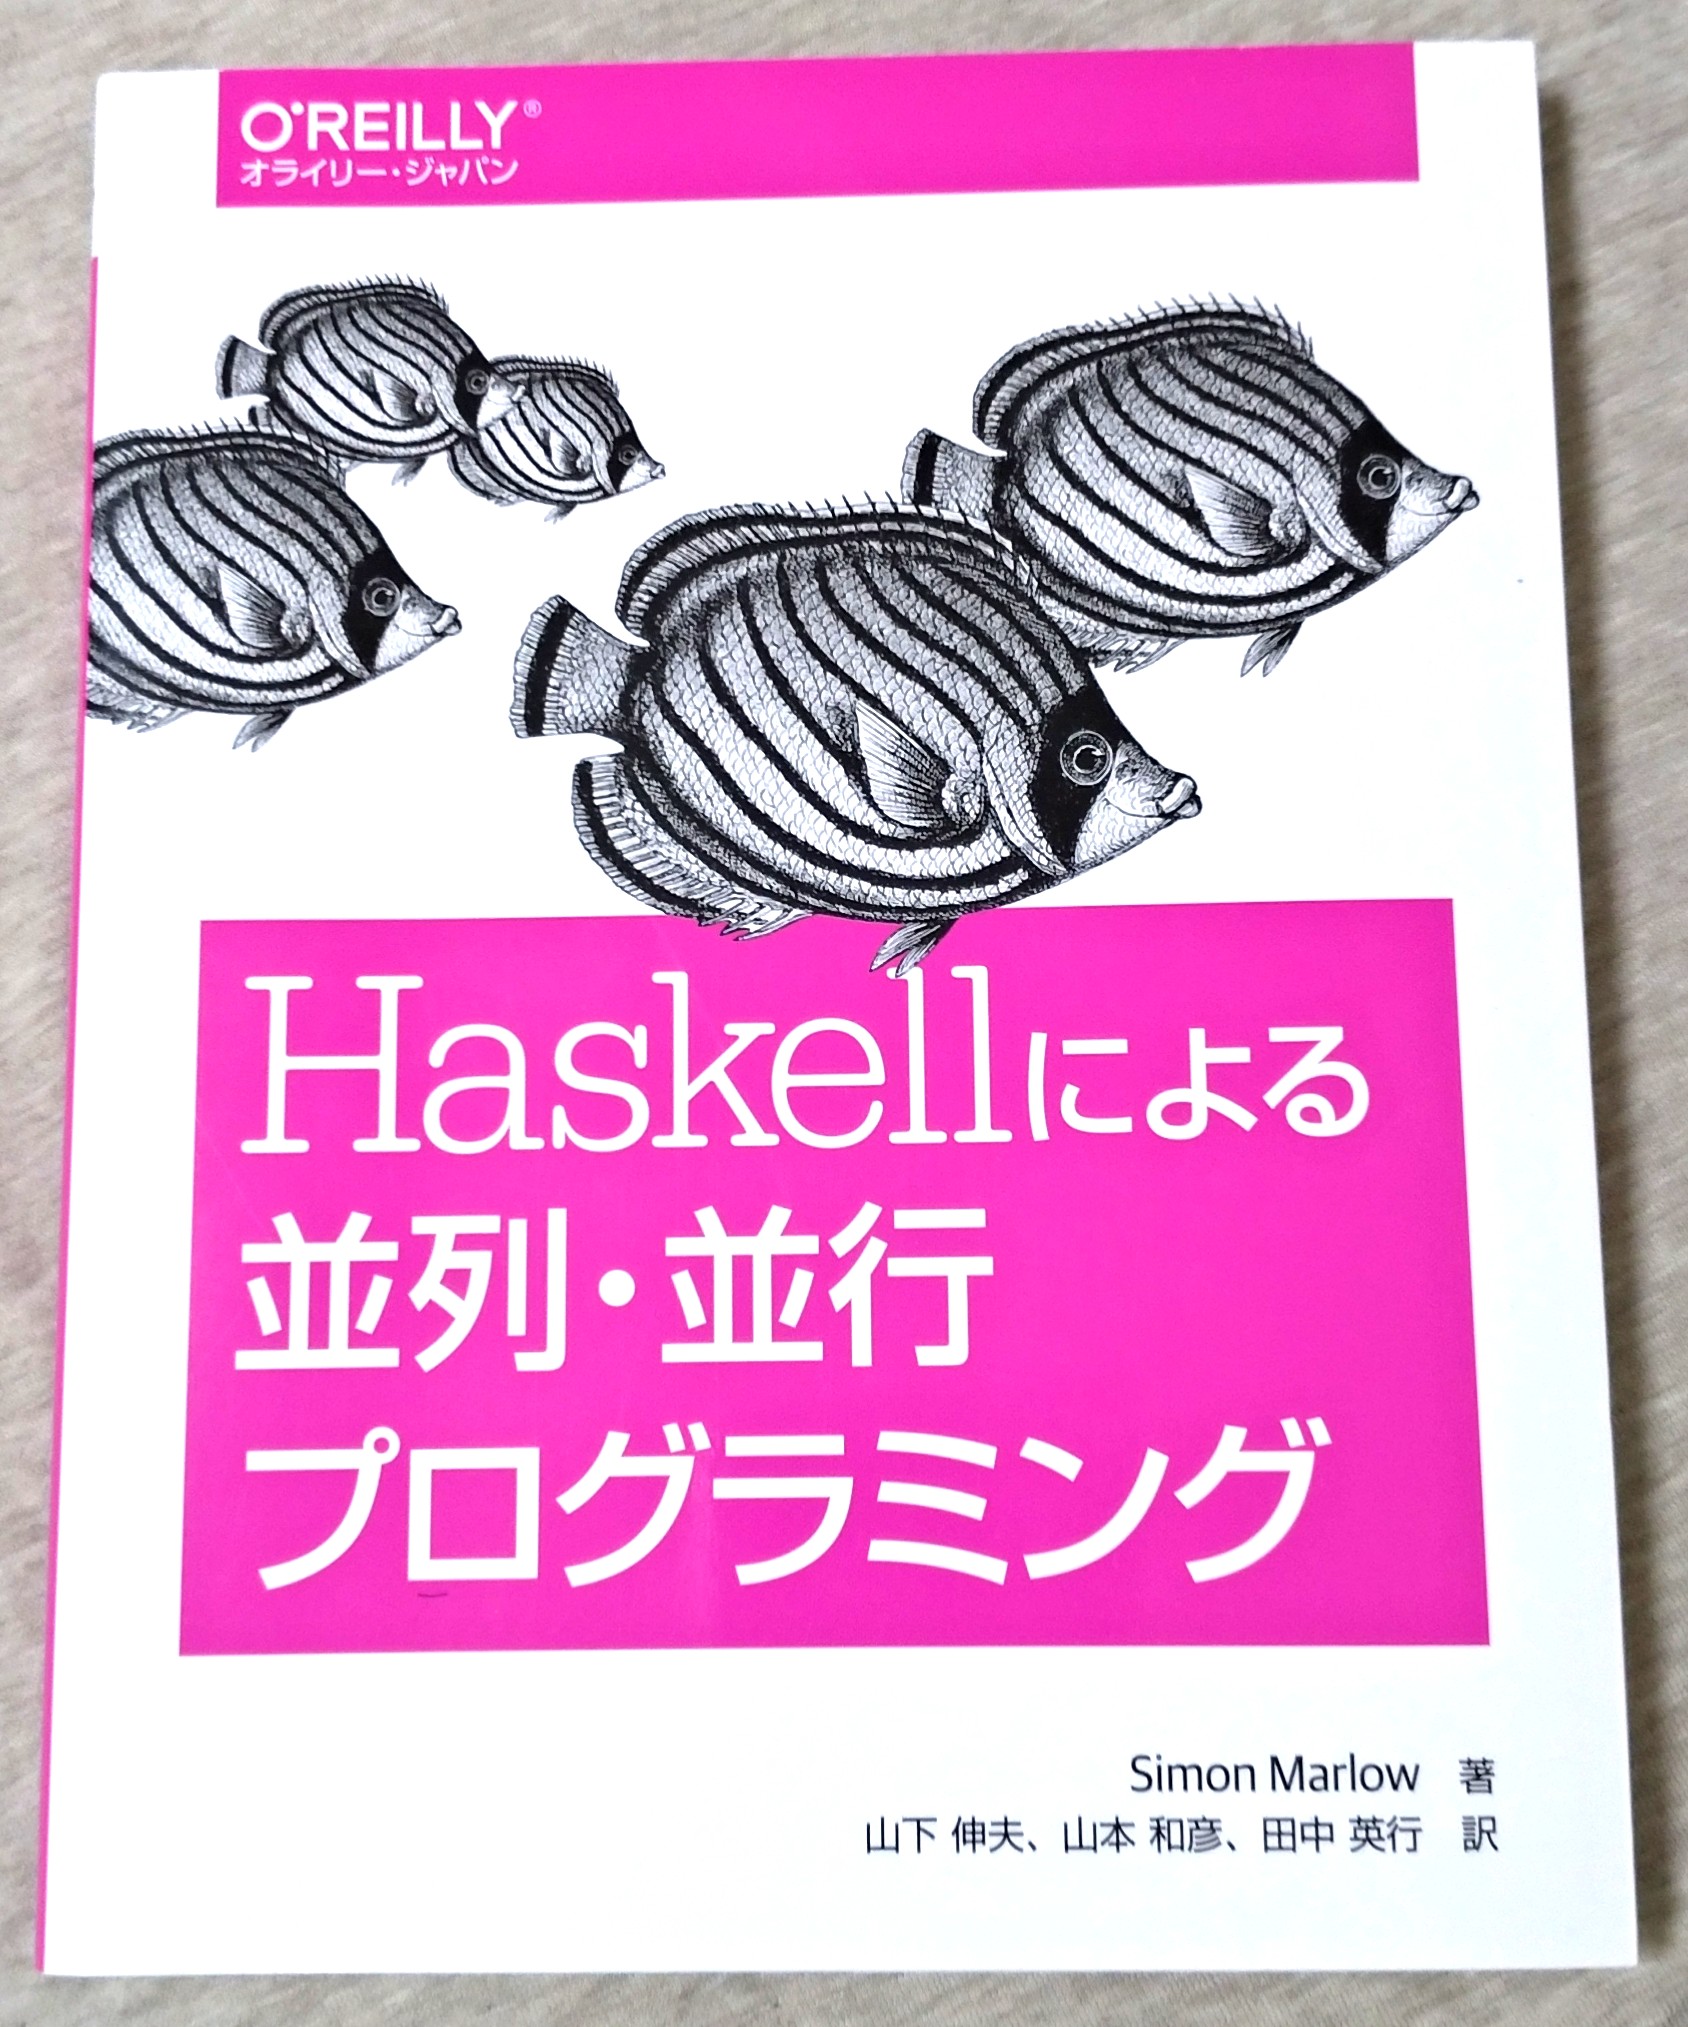 O'REILLY®
オライリー・ジャパン
Haskellによる
並列・並行
プログラミング
Simon Marlow 著
山下 伸夫、山本 和彦、田中 英行 訳